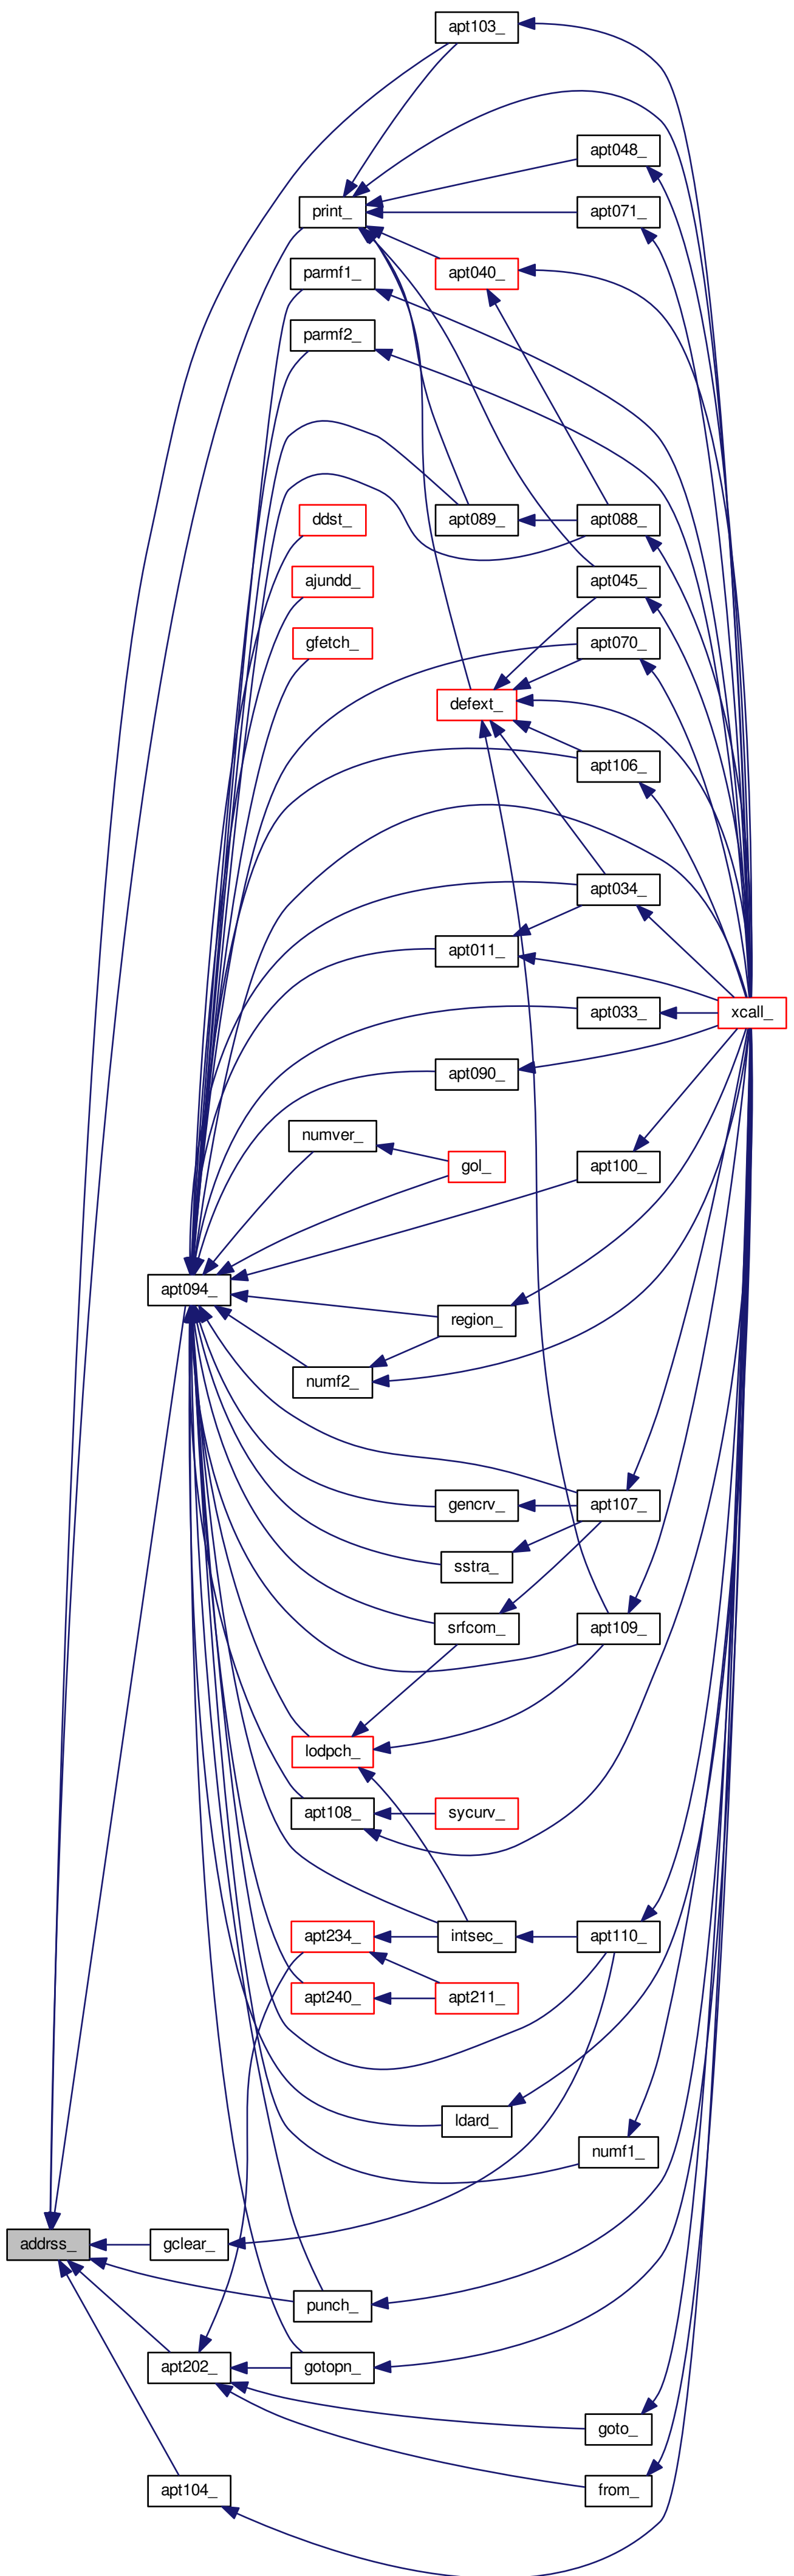 apt103_
apt048_
print_
apt071_
parmf1_
apt040_
parmf2_
ddst_
apt089_
apt088_
ajundd_
apt045_
gfetch_
apt070_
defext_
apt106_
apt034_
apt011_
apt033_
xcall_
apt090_
numver_
gol_
apt100_
apt094_
region_
numf2_
gencrv_
apt107_
sstra_
srfcom_
apt109_
lodpch_
apt108_
sycurv_
apt234_
intsec_
apt110_
apt240_
apt211_
ldard_
numf1_
addrss_
gclear_
punch_
apt202_
gotopn_
goto_
from_
apt104_